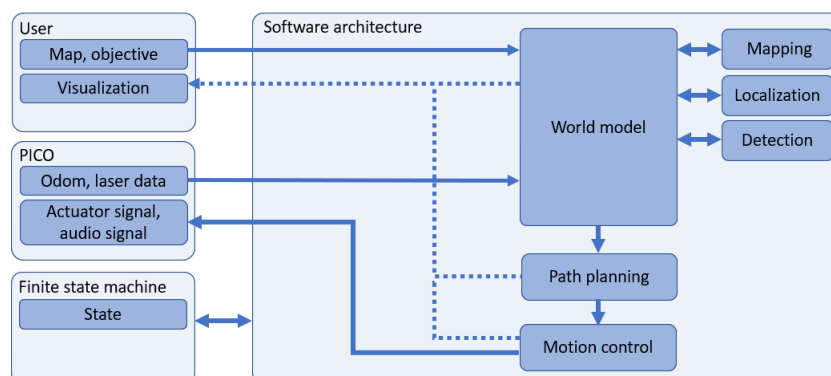 User
Map, objective
Visualization
PICO
Odom, laser data
Actuator signal,
audio signal
Finite state machine
State
Software architecture
World model
Mapping
Localization
Detection
Path planning
Motion control